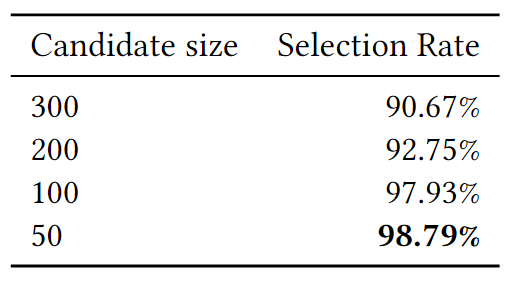 Candidate size Selection Rate
300 90.67%
200 92.75%
100 97.93%
50 98.79%